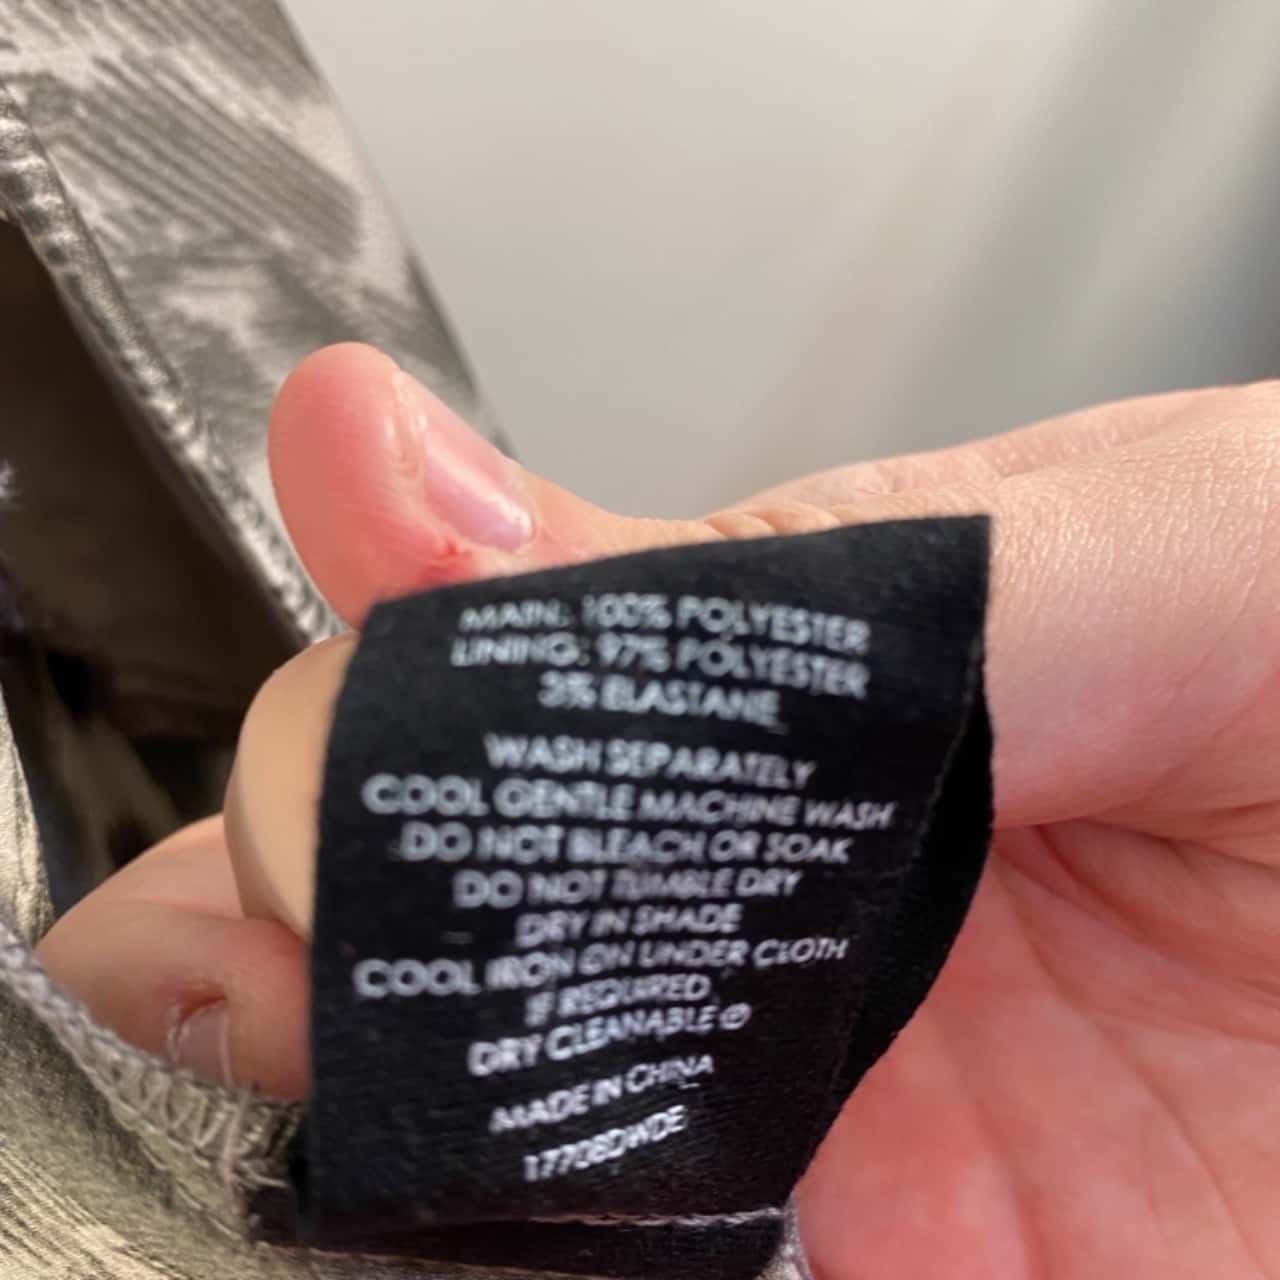 MAIN: 100% POLYESTER
LINING: 97% POLYESTER
3% ELASTANE
WASH SEPARATELY
COOL GENTLE MACHINE WASH
DO NOT BLEACH OR SOAK
DO NOT TUMBLE DRY
DRY IN SHADE
COOL IRON ON UNDER CLOTH
IF REQUIRED
DRY CLEANABLE Ⓟ
MADE IN CHINA
17708DWDE